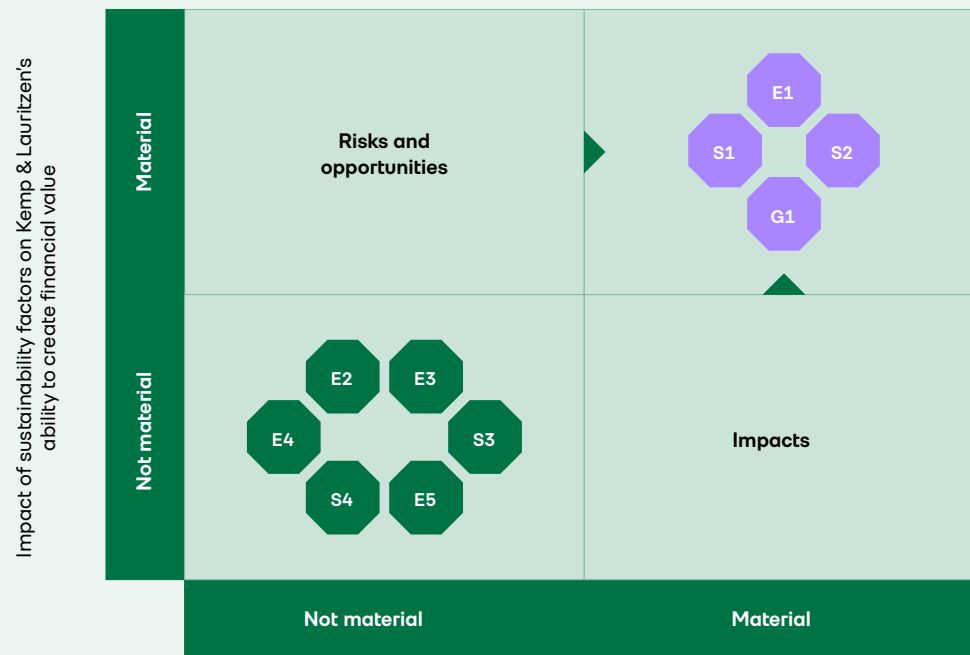 Impact of sustainability factors on Kemp & Lauritzen's
ability to create financial value
Material
Risks and
opportunities
E1
S1
S2
G1
Not material
E2
E3
E4
S3
S4
E5
Impacts
Not material
Material